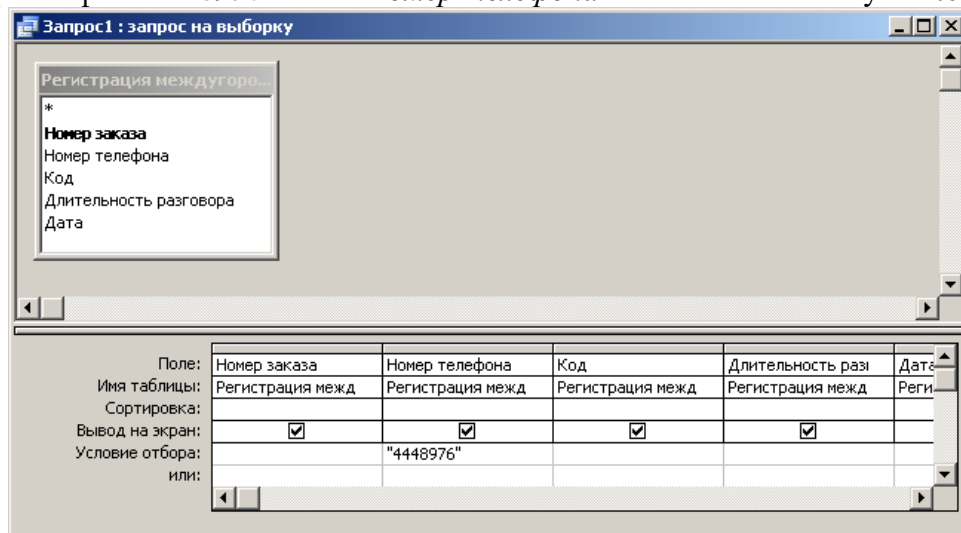 Запрос1 : запрос на выборку
Регистрация междугоро...
*
Номер заказа
Номер телефона
Код
Длительность разговора
Дата
Поле: Номер заказа Номер телефона Код Длительность разг Дата
Имя таблицы: Регистрация межд Регистрация межд Регистрация межд Регистрация межд Реги
Сортировка:
Вывод на экран:
Условие отбора: "4448976"
или: